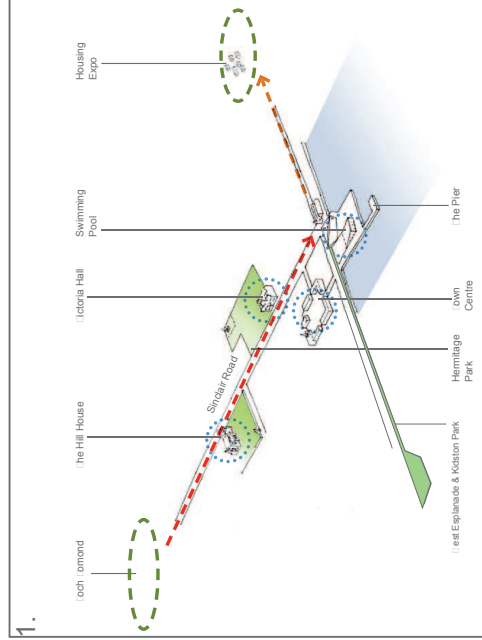 1.
□och □omond
□he Hill House
□ictoria Hall
Swimming
Pool
Housing
Expo
Sinclair Road
□est Esplanade & Kidston Park
Hermitage
Park
□own
Centre
□he Pier